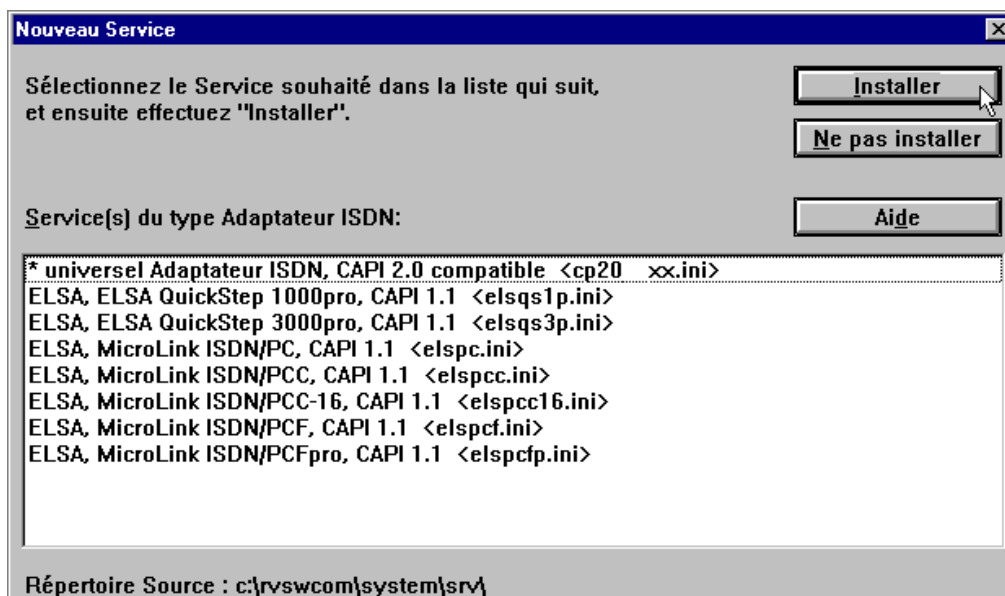 Nouveau Service
Sélectionnez le Service souhaité dans la liste qui suit,
et ensuite effectuez "Installer".
Installer
Ne pas installer
Service(s) du type Adaptateur ISDN:
Aide
* universel Adaptateur ISDN, CAPI 2.0 compatible <cp20 xx.ini>
ELSA, ELSA QuickStep 1000pro, CAPI 1.1 <elsqs1p.ini>
ELSA, ELSA QuickStep 3000pro, CAPI 1.1 <elsqs3p.ini>
ELSA, MicroLink ISDN/PC, CAPI 1.1 <elspc.ini>
ELSA, MicroLink ISDN/PCC, CAPI 1.1 <elspcc.ini>
ELSA, MicroLink ISDN/PCC-16, CAPI 1.1 <elspcc16.ini>
ELSA, MicroLink ISDN/PCF, CAPI 1.1 <elspcf.ini>
ELSA, MicroLink ISDN/PCFpro, CAPI 1.1 <elspcfp.ini>
Répertoire Source : c:\rvswcom\system\srv\